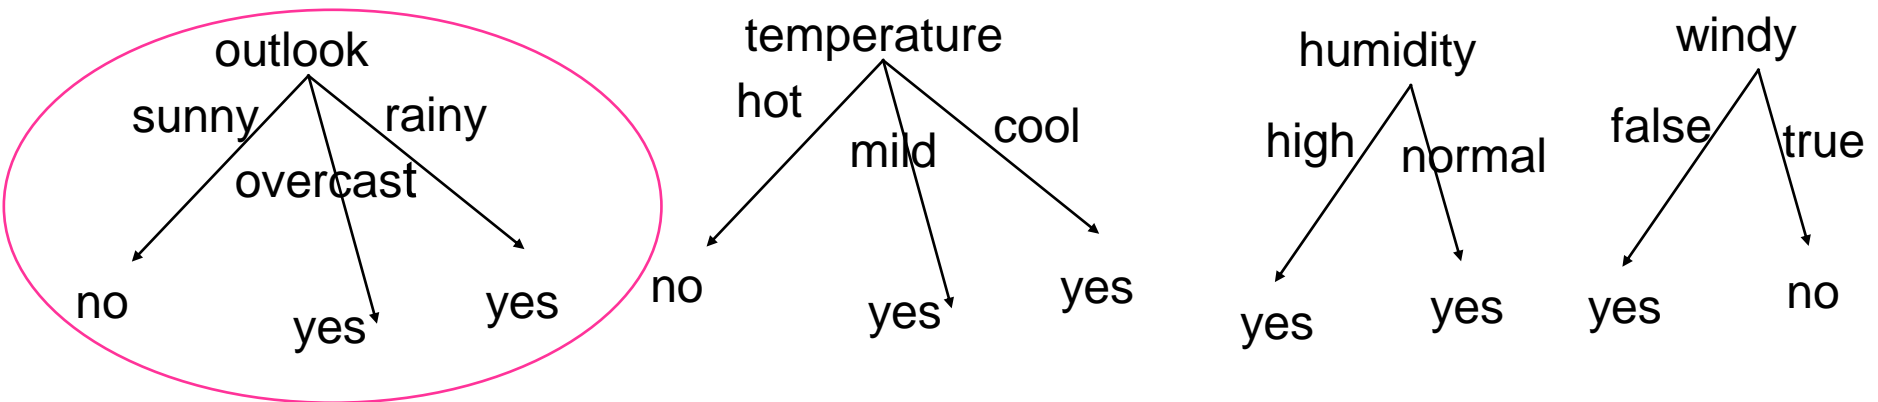 outlook
sunny
rainy
overcast
no
yes
yes
temperature
hot
mild
cool
no
yes
yes
humidity
high
normal
yes
yes
windy
false
true
yes
no